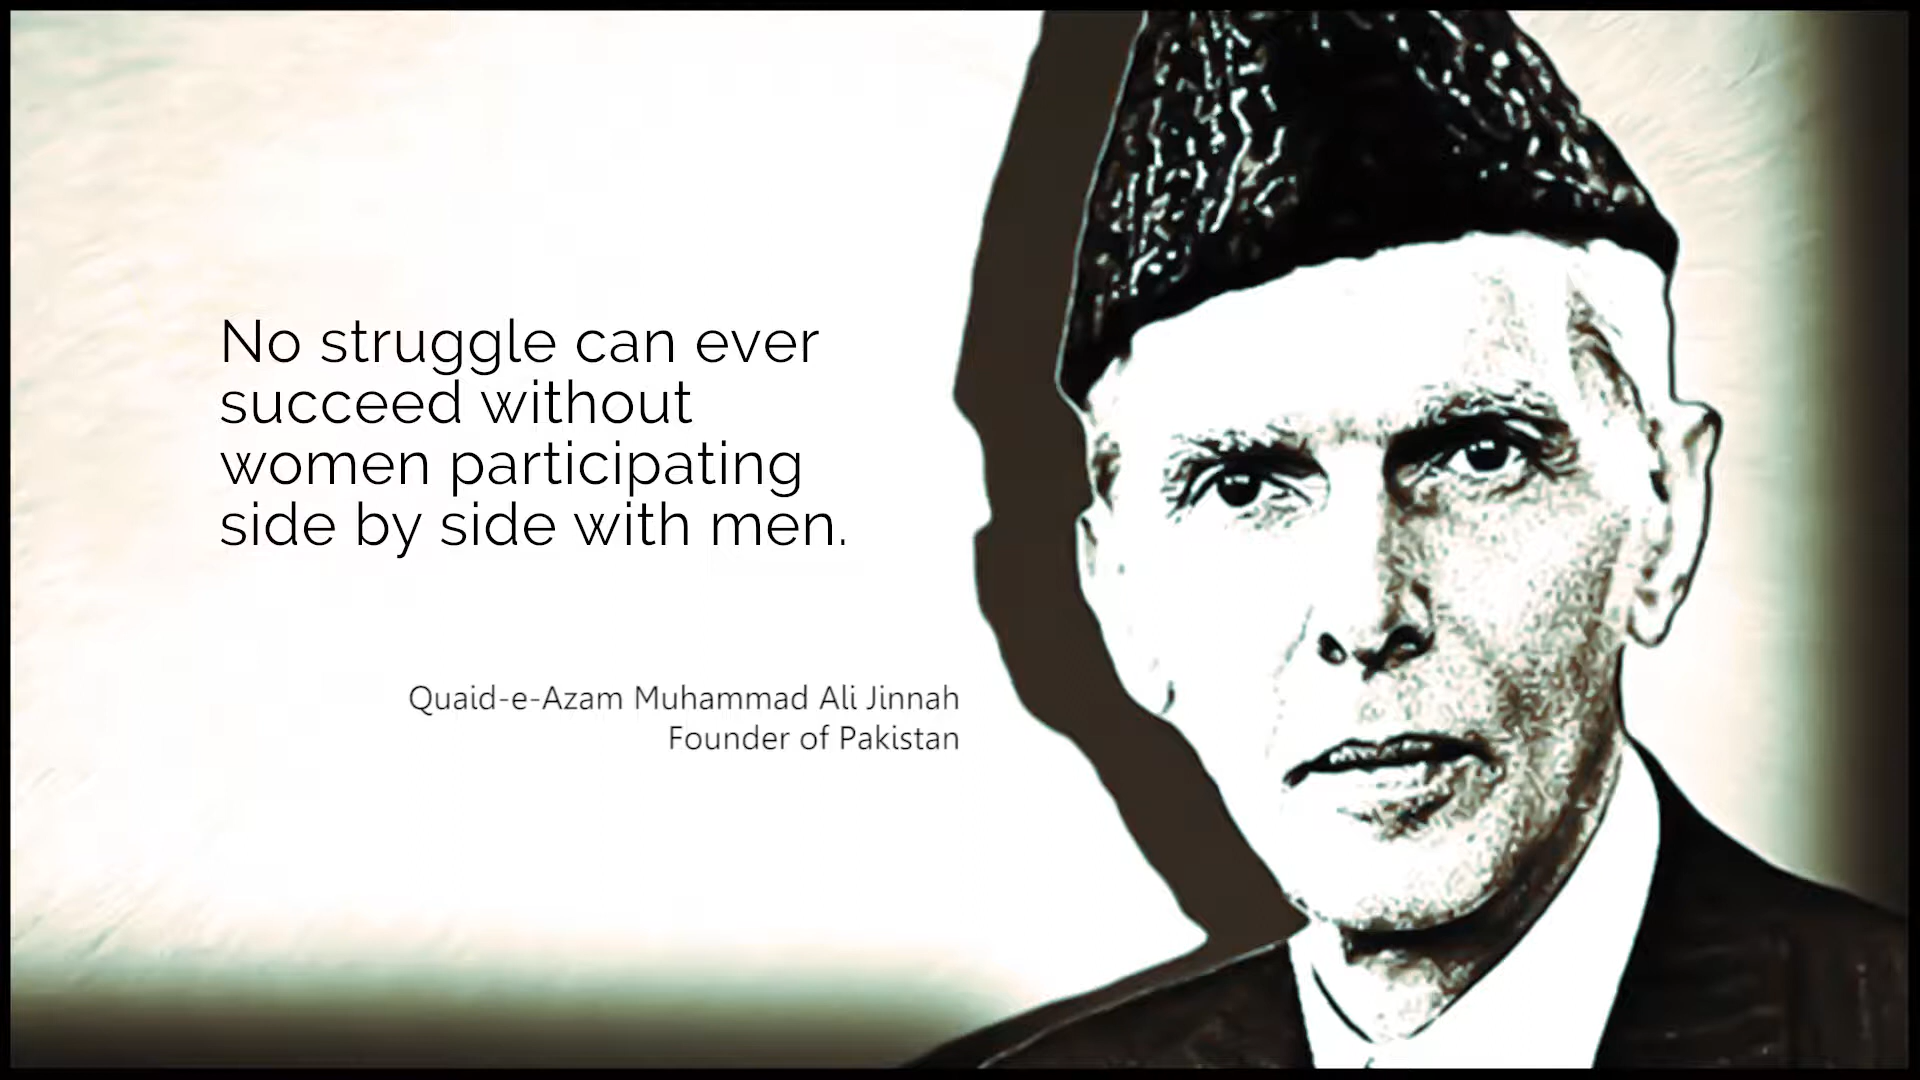 No struggle can ever
succeed without
women participating
side by side with men.
Quaid-e-Azam Muhammad Ali Jinnah
Founder of Pakistan